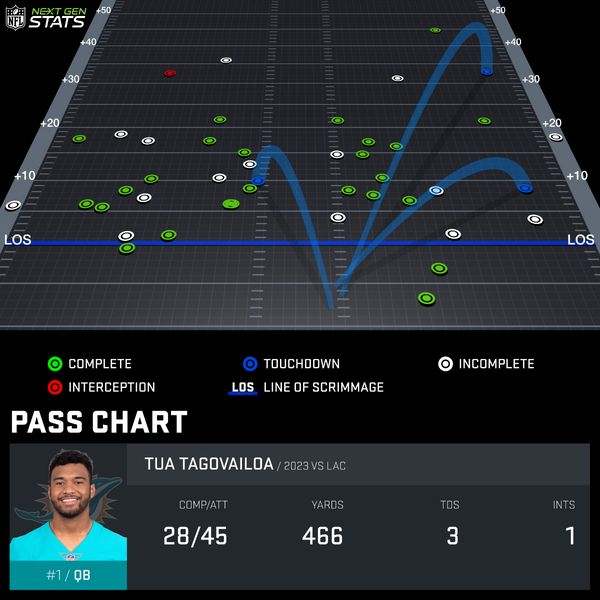 NFL NEXT GEN STATS
+50 +50
+30 +30
+20 +20
+10 +10
LOS LOS
COMPLETE TOUCHDOWN INCOMPLETE
INTERCEPTION LOS LINE OF SCRIMMAGE
PASS CHART
TUA TAGOVAILOA / 2023 VS LAC
COMP/ATT YARDS TDS INTS
28/45 466 3 1
#1 / QB